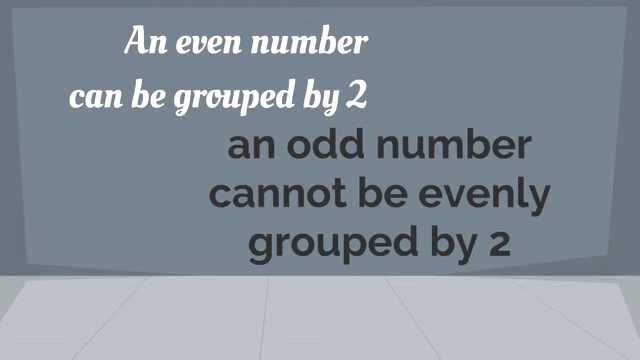 An even number
can be grouped by 2
an odd number
cannot be evenly
grouped by 2